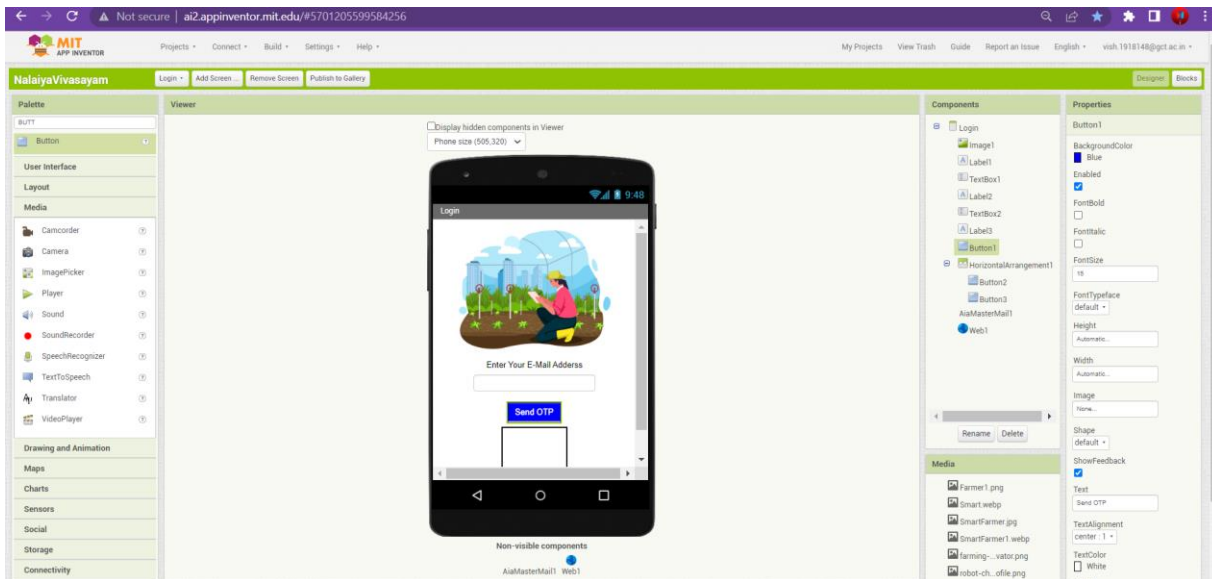 Not secure | ai2.appinventor.mit.edu/#5701205599584256
MIT
APP INVENTOR
Projects Connect Build Settings Help
My Projects View Trash Guide Report an Issue English vish.1918148@gct.ac.in
NalaiyaVivasayam
Login Add Screen ... Remove Screen Publish to Gallery
Designer Blocks
Palette
BUTT
Button
User Interface
Layout
Media
Camcorder
Camera
ImagePicker
Player
Sound
SoundRecorder
SpeechRecognizer
TextToSpeech
Translator
VideoPlayer
Drawing and Animation
Maps
Charts
Sensors
Social
Storage
Connectivity
Viewer
Display hidden components in Viewer
Phone size (505,320)
9:48
Login
Enter Your E-Mail Adderss
Send OTP
Non-visible components
AiaMasterMail1 Web1
Components
Login
Image1
Label1
TextBox1
Label2
TextBox2
Label3
Button1
HorizontalArrangement1
Button2
Button3
AiaMasterMail1
Web1
Rename Delete
Media
Farmer1.png
Smart.webp
SmartFarmer.jpg
SmartFarmer1.webp
farming-...vator.png
robot-ch...ofile.png
Properties
Button1
BackgroundColor
Blue
Enabled
FontBold
FontItalic
FontSize
FontTypeface
default
Height
Automatic...
Width
Automatic...
Image
None...
Shape
default
ShowFeedback
Text
Send OTP
TextAlignment
center : 1
TextColor
White